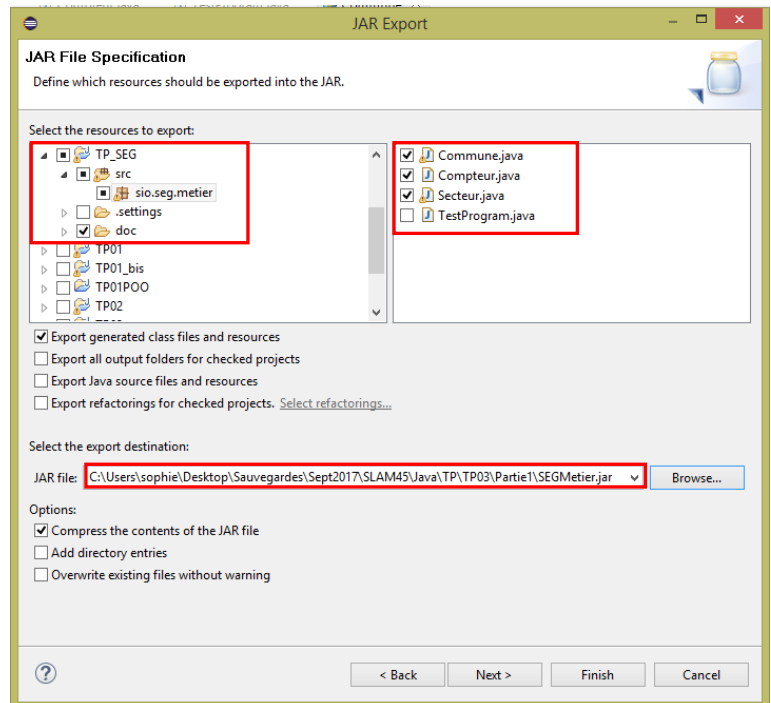 JAR Export
JAR File Specification
Define which resources should be exported into the JAR.
Select the resources to export:
TP_SEG
src
sio.seg.metier
.settings
doc
TP01
TP01_bis
TP01POO
TP02
Commune.java
Compteur.java
Secteur.java
TestProgram.java
Export generated class files and resources
Export all output folders for checked projects
Export Java source files and resources
Export refactorings for checked projects. Select refactorings...
Select the export destination:
JAR file: C:\Users\sophie\Desktop\Sauvegardes\Sept2017\SLAM45\Java\TP\TP03\Partie1\SEGMetier.jar Browse...
Options:
Compress the contents of the JAR file
Add directory entries
Overwrite existing files without warning
? < Back Next > Finish Cancel